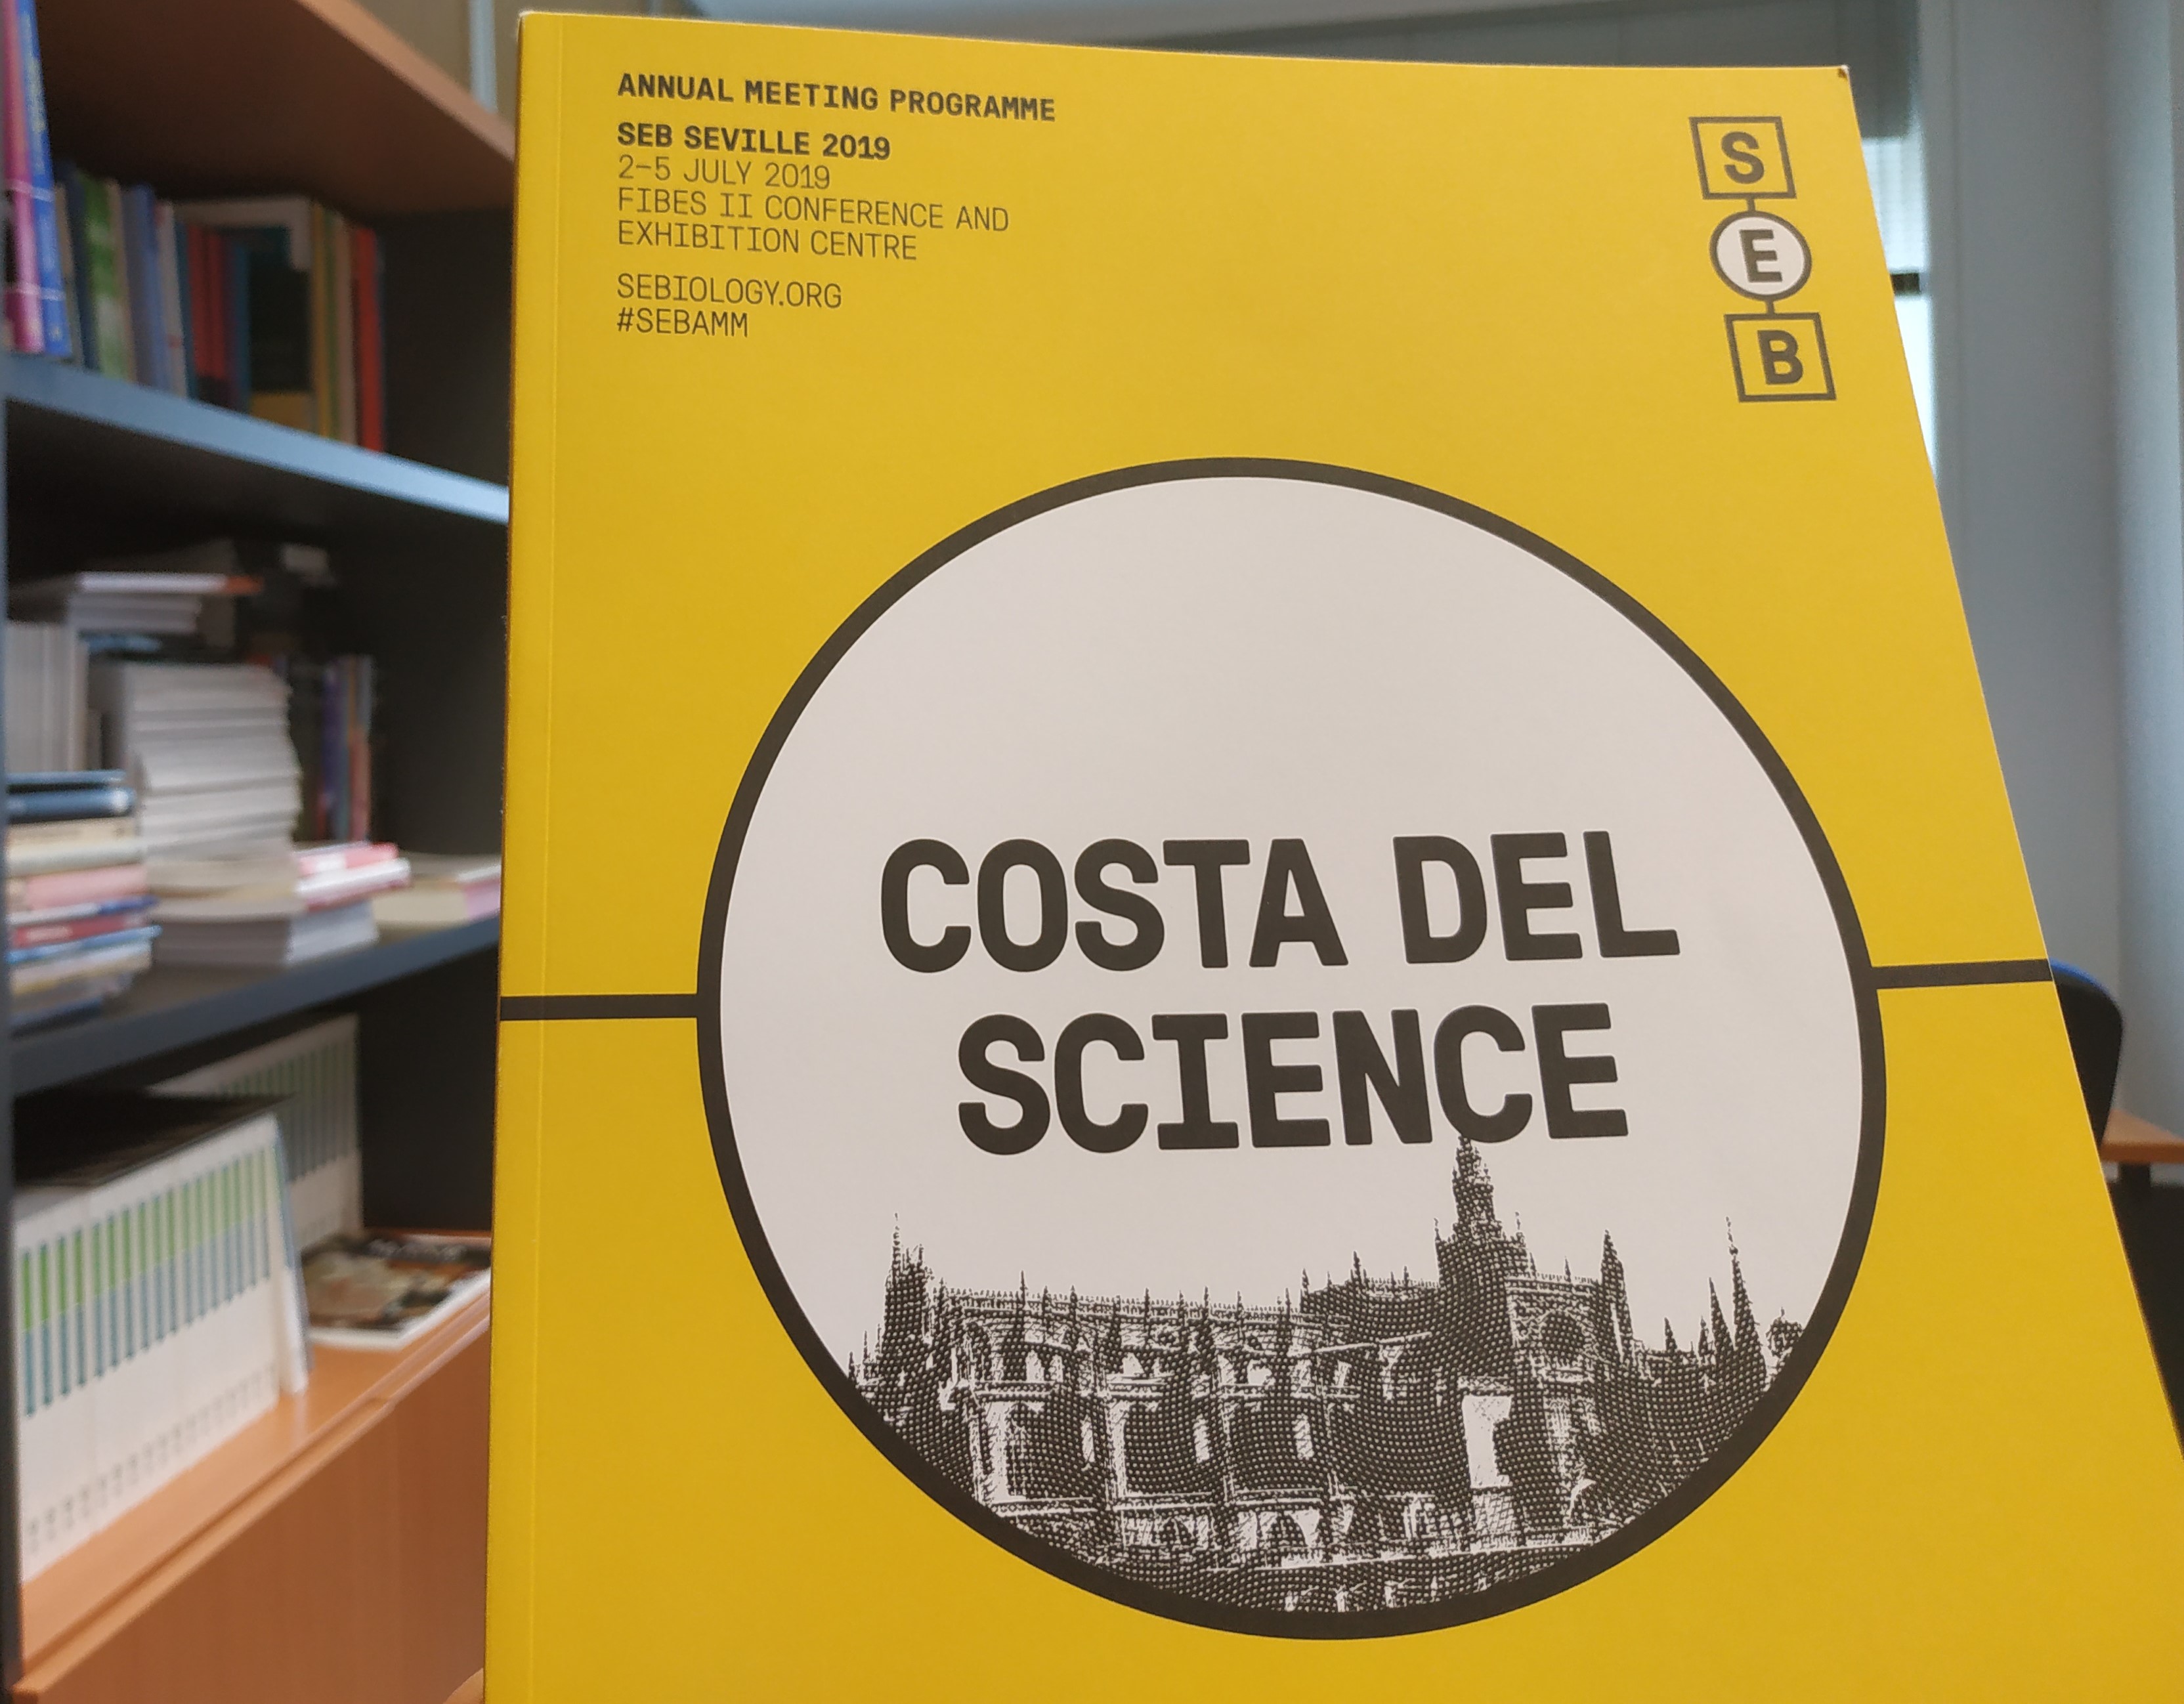 ANNUAL MEETING PROGRAMME
SEB SEVILLE 2019
2–5 JULY 2019
FIBES II CONFERENCE AND
EXHIBITION CENTRE
SEBIOLOGY.ORG
#SEBAMM
S
E
B
COSTA DEL
SCIENCE